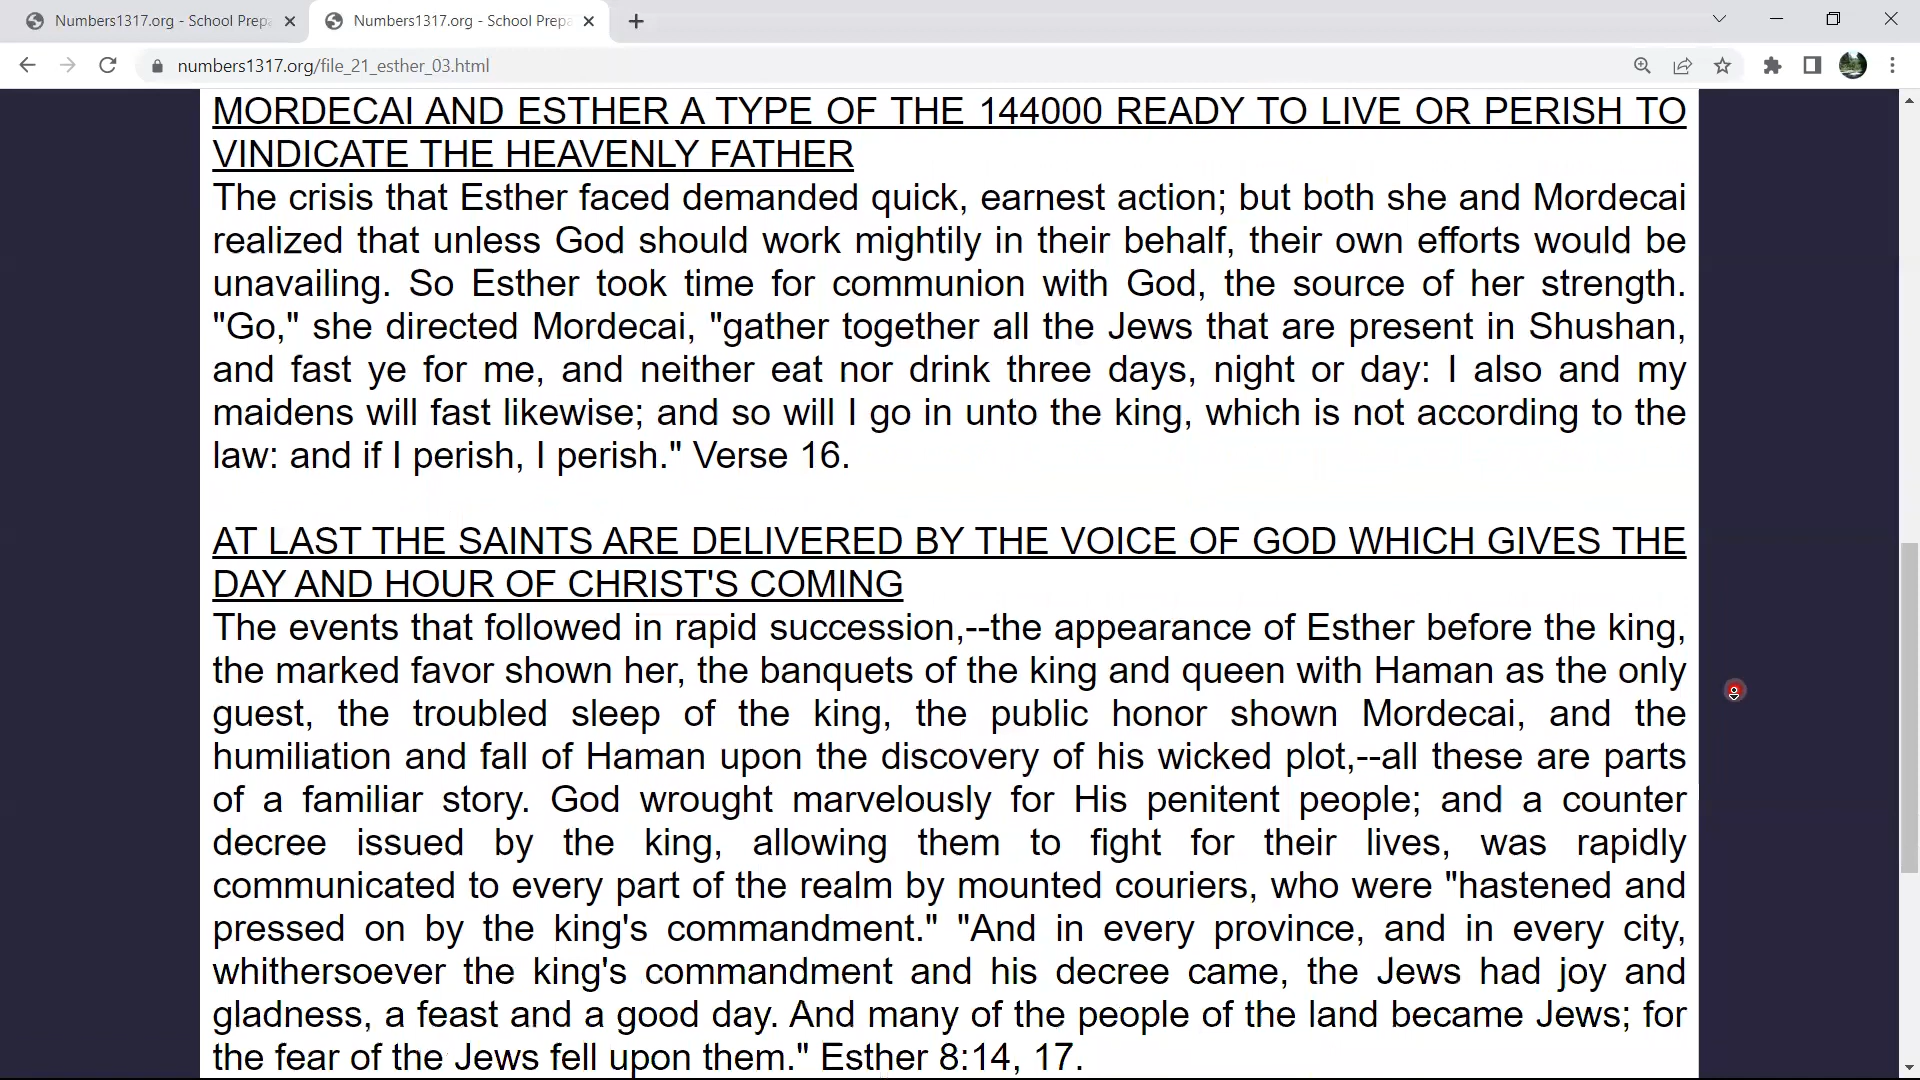 Numbers1317.org - School Prep
Numbers1317.org - School Prep
numbers1317.org/file_21_esther_03.html
MORDECAI AND ESTHER A TYPE OF THE 144000 READY TO LIVE OR PERISH TO
VINDICATE THE HEAVENLY FATHER
The crisis that Esther faced demanded quick, earnest action; but both she and Mordecai
realized that unless God should work mightily in their behalf, their own efforts would be
unavailing. So Esther took time for communion with God, the source of her strength.
"Go," she directed Mordecai, "gather together all the Jews that are present in Shushan,
and fast ye for me, and neither eat nor drink three days, night or day: I also and my
maidens will fast likewise; and so will I go in unto the king, which is not according to the
law: and if I perish, I perish." Verse 16.
AT LAST THE SAINTS ARE DELIVERED BY THE VOICE OF GOD WHICH GIVES THE
DAY AND HOUR OF CHRIST'S COMING
The events that followed in rapid succession,--the appearance of Esther before the king,
the marked favor shown her, the banquets of the king and queen with Haman as the only
guest, the troubled sleep of the king, the public honor shown Mordecai, and the
humiliation and fall of Haman upon the discovery of his wicked plot,--all these are parts
of a familiar story. God wrought marvelously for His penitent people; and a counter
decree issued by the king, allowing them to fight for their lives, was rapidly
communicated to every part of the realm by mounted couriers, who were "hastened and
pressed on by the king's commandment." "And in every province, and in every city,
whithersoever the king's commandment and his decree came, the Jews had joy and
gladness, a feast and a good day. And many of the people of the land became Jews; for
the fear of the Jews fell upon them." Esther 8:14, 17.